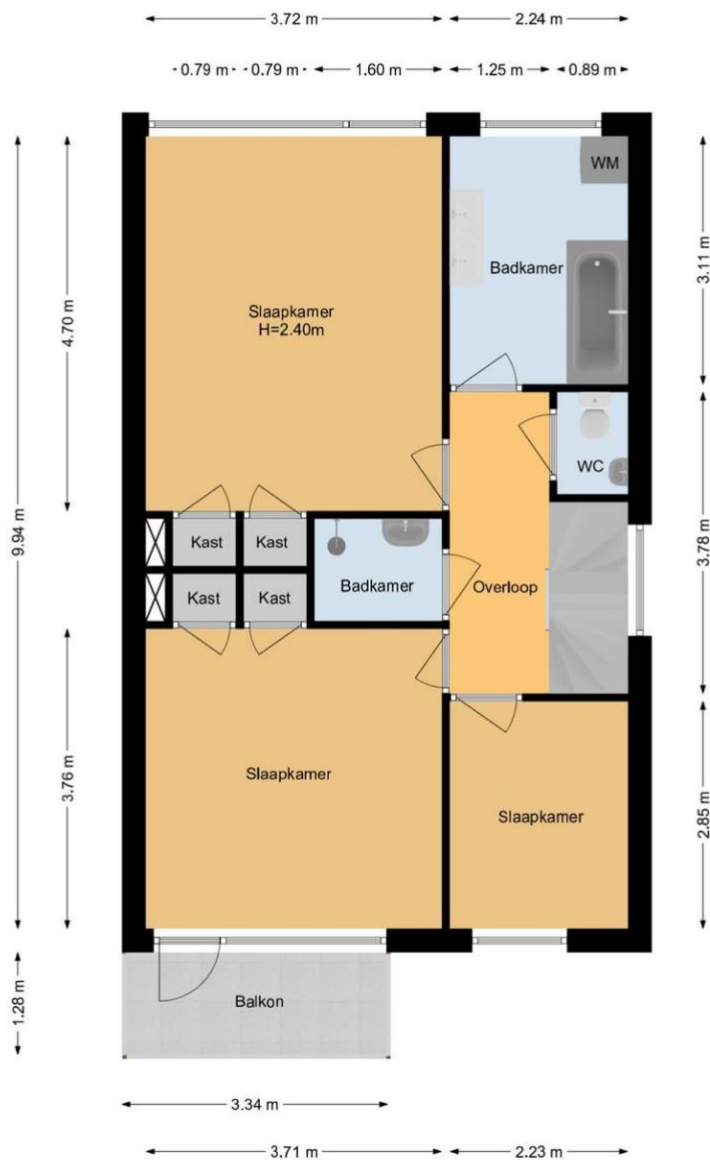 3.72 m
2.24 m
0.79 m
0.79 m
1.60 m
1.25 m
0.89 m
WM
3.11 m
Badkamer
4.70 m
Slaapkamer
H=2.40m
WC
9.94 m
Kast
Kast
3.78 m
Kast
Kast
Badkamer
Overloop
3.76 m
Slaapkamer
Slaapkamer
2.85 m
1.28 m
Balkon
3.34 m
3.71 m
2.23 m